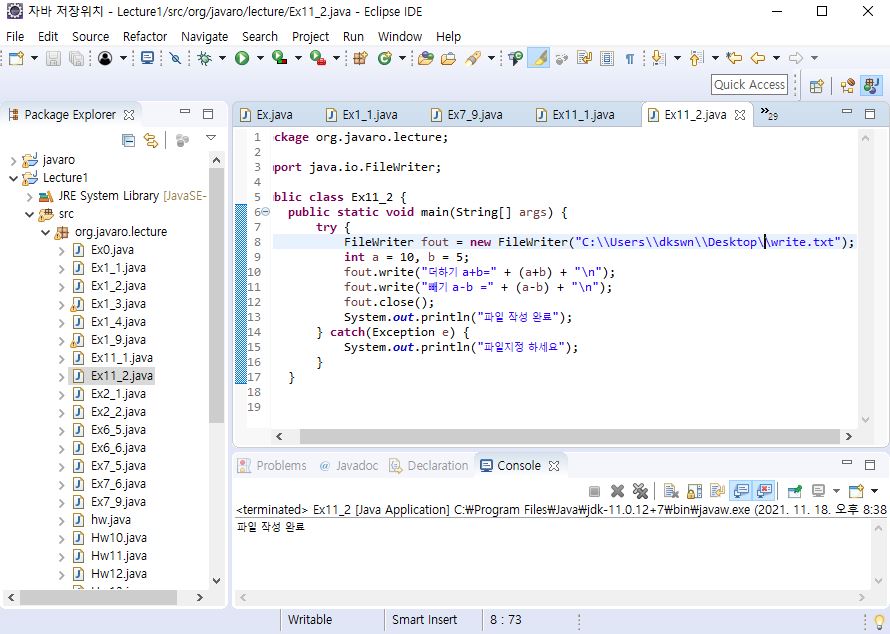 자바 저장위치 - Lecture1/src/org/javaro/lecture/Ex11_2.java - Eclipse IDE
File Edit Source Refactor Navigate Search Project Run Window Help
Quick Access
Package Explorer
javaro
Lecture1
JRE System Library [JavaSE-
src
org.javaro.lecture
Ex0.java
Ex1_1.java
Ex1_2.java
Ex1_3.java
Ex1_4.java
Ex1_9.java
Ex11_1.java
Ex11_2.java
Ex2_1.java
Ex2_2.java
Ex6_5.java
Ex6_6.java
Ex7_5.java
Ex7_6.java
Ex7_9.java
hw.java
Hw10.java
Hw11.java
Hw12.java
Ex.java Ex1_1.java Ex7_9.java Ex11_1.java Ex11_2.java »29
1 ckage org.javaro.lecture;
2
3 port java.io.FileWriter;
4
5 blic class Ex11_2 {
6 public static void main(String[] args) {
7 try {
8 FileWriter fout = new FileWriter("C:\\Users\\dkswn\\Desktop\\write.txt");
9 int a = 10, b = 5;
10 fout.write("더하기 a+b=" + (a+b) + "\n");
11 fout.write("빼기 a-b =" + (a-b) + "\n");
12 fout.close();
13 System.out.println("파일 작성 완료");
14 } catch(Exception e) {
15 System.out.println("파일지정 하세요");
16 }
17 }
18
19
Problems Javadoc Declaration Console
<terminated> Ex11_2 [Java Application] C:₩Program Files₩Java₩jdk-11.0.12+7₩bin₩javaw.exe (2021. 11. 18. 오후 8:38
파일 작성 완료
Writable Smart Insert 8 : 73